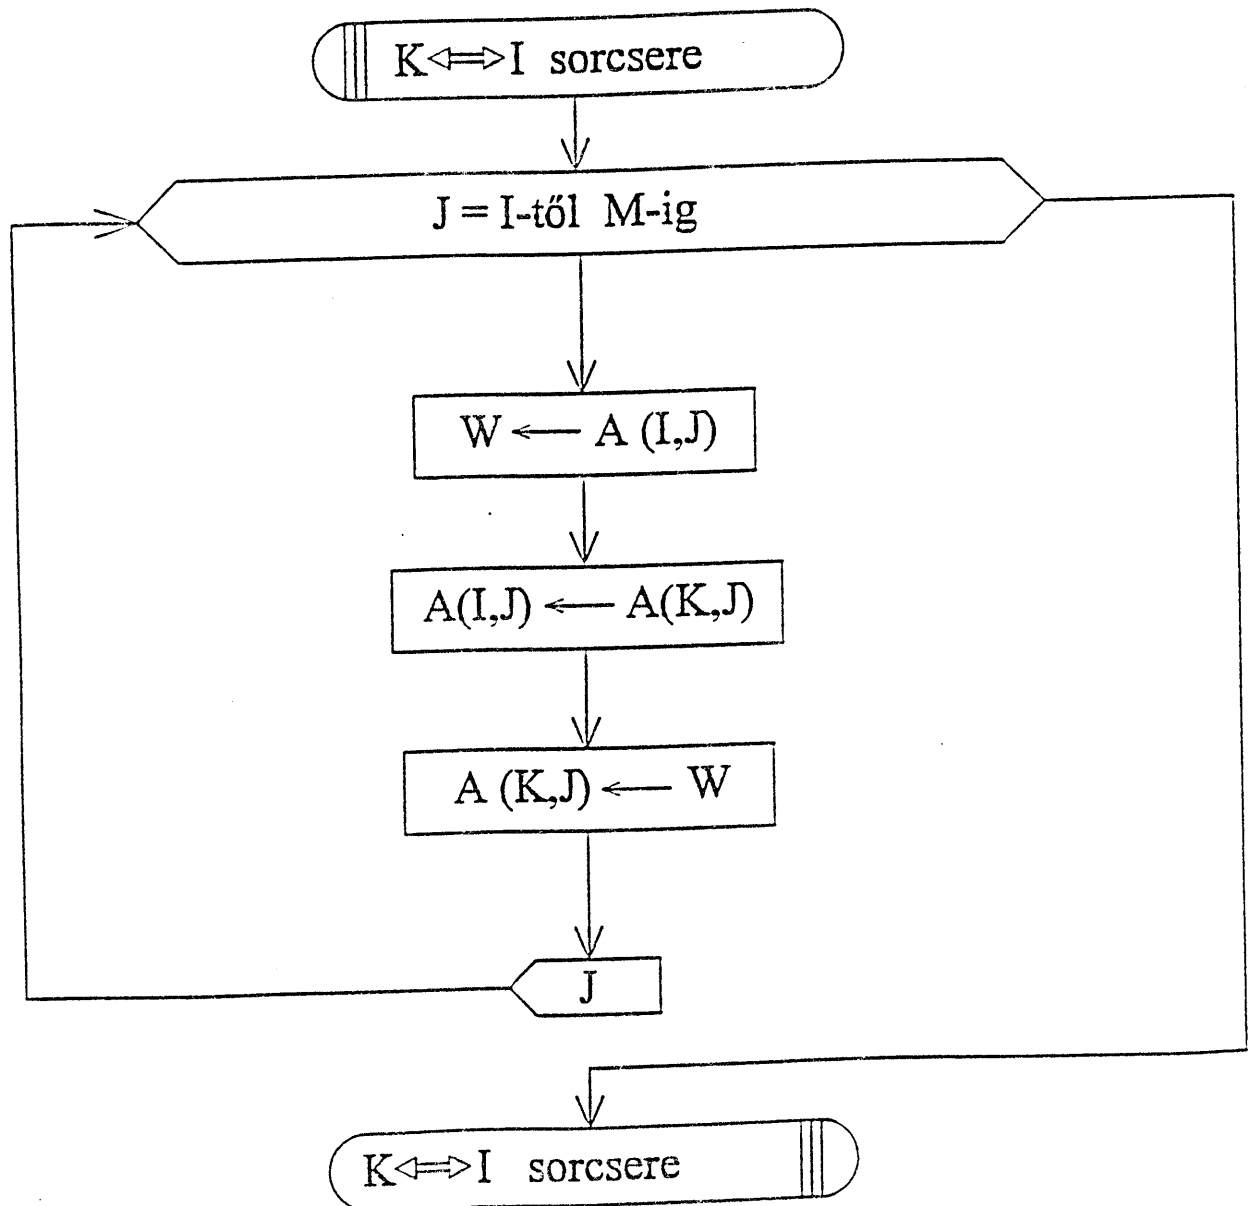 K⇔I sorcsere
J = I-től M-ig
W ← A (I,J)
A(I,J) ← A(K,J)
A (K,J) ← W
J
K⇔I sorcsere